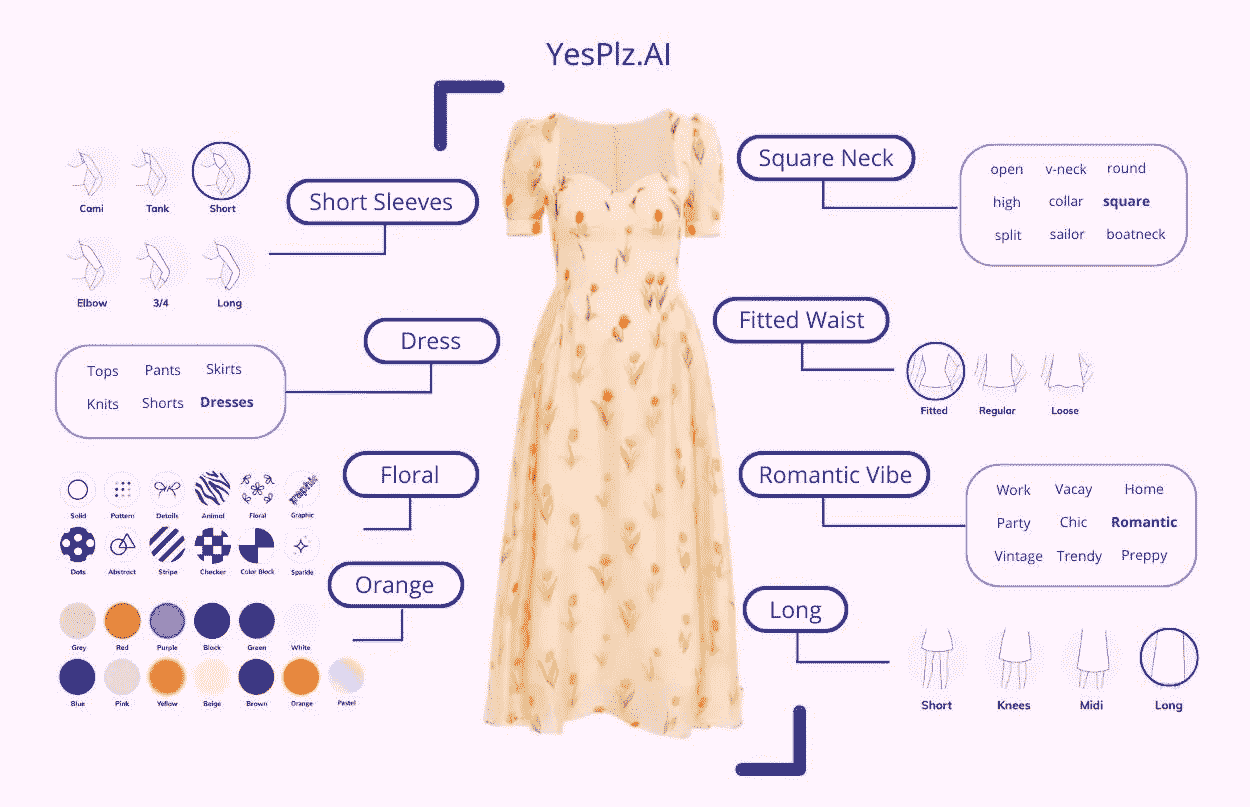 YesPlz.AI
Cami Tank Short
Elbow 3/4 Long
Short Sleeves
Dress
Tops Pants Skirts
Knits Shorts Dresses
Floral
Solid Pattern Details Animal Floral Graphic
graphic
Dots Abstract Stripe Checker Color Block Sparkle
Orange
Grey Red Purple Black Green White
Blue Pink Yellow Beige Brown Orange Pastel
Square Neck
open v-neck round
high collar square
split sailor boatneck
Fitted Waist
Fitted Regular Loose
Romantic Vibe
Work Vacay Home
Party Chic Romantic
Vintage Trendy Preppy
Long
Short Knees Midi Long